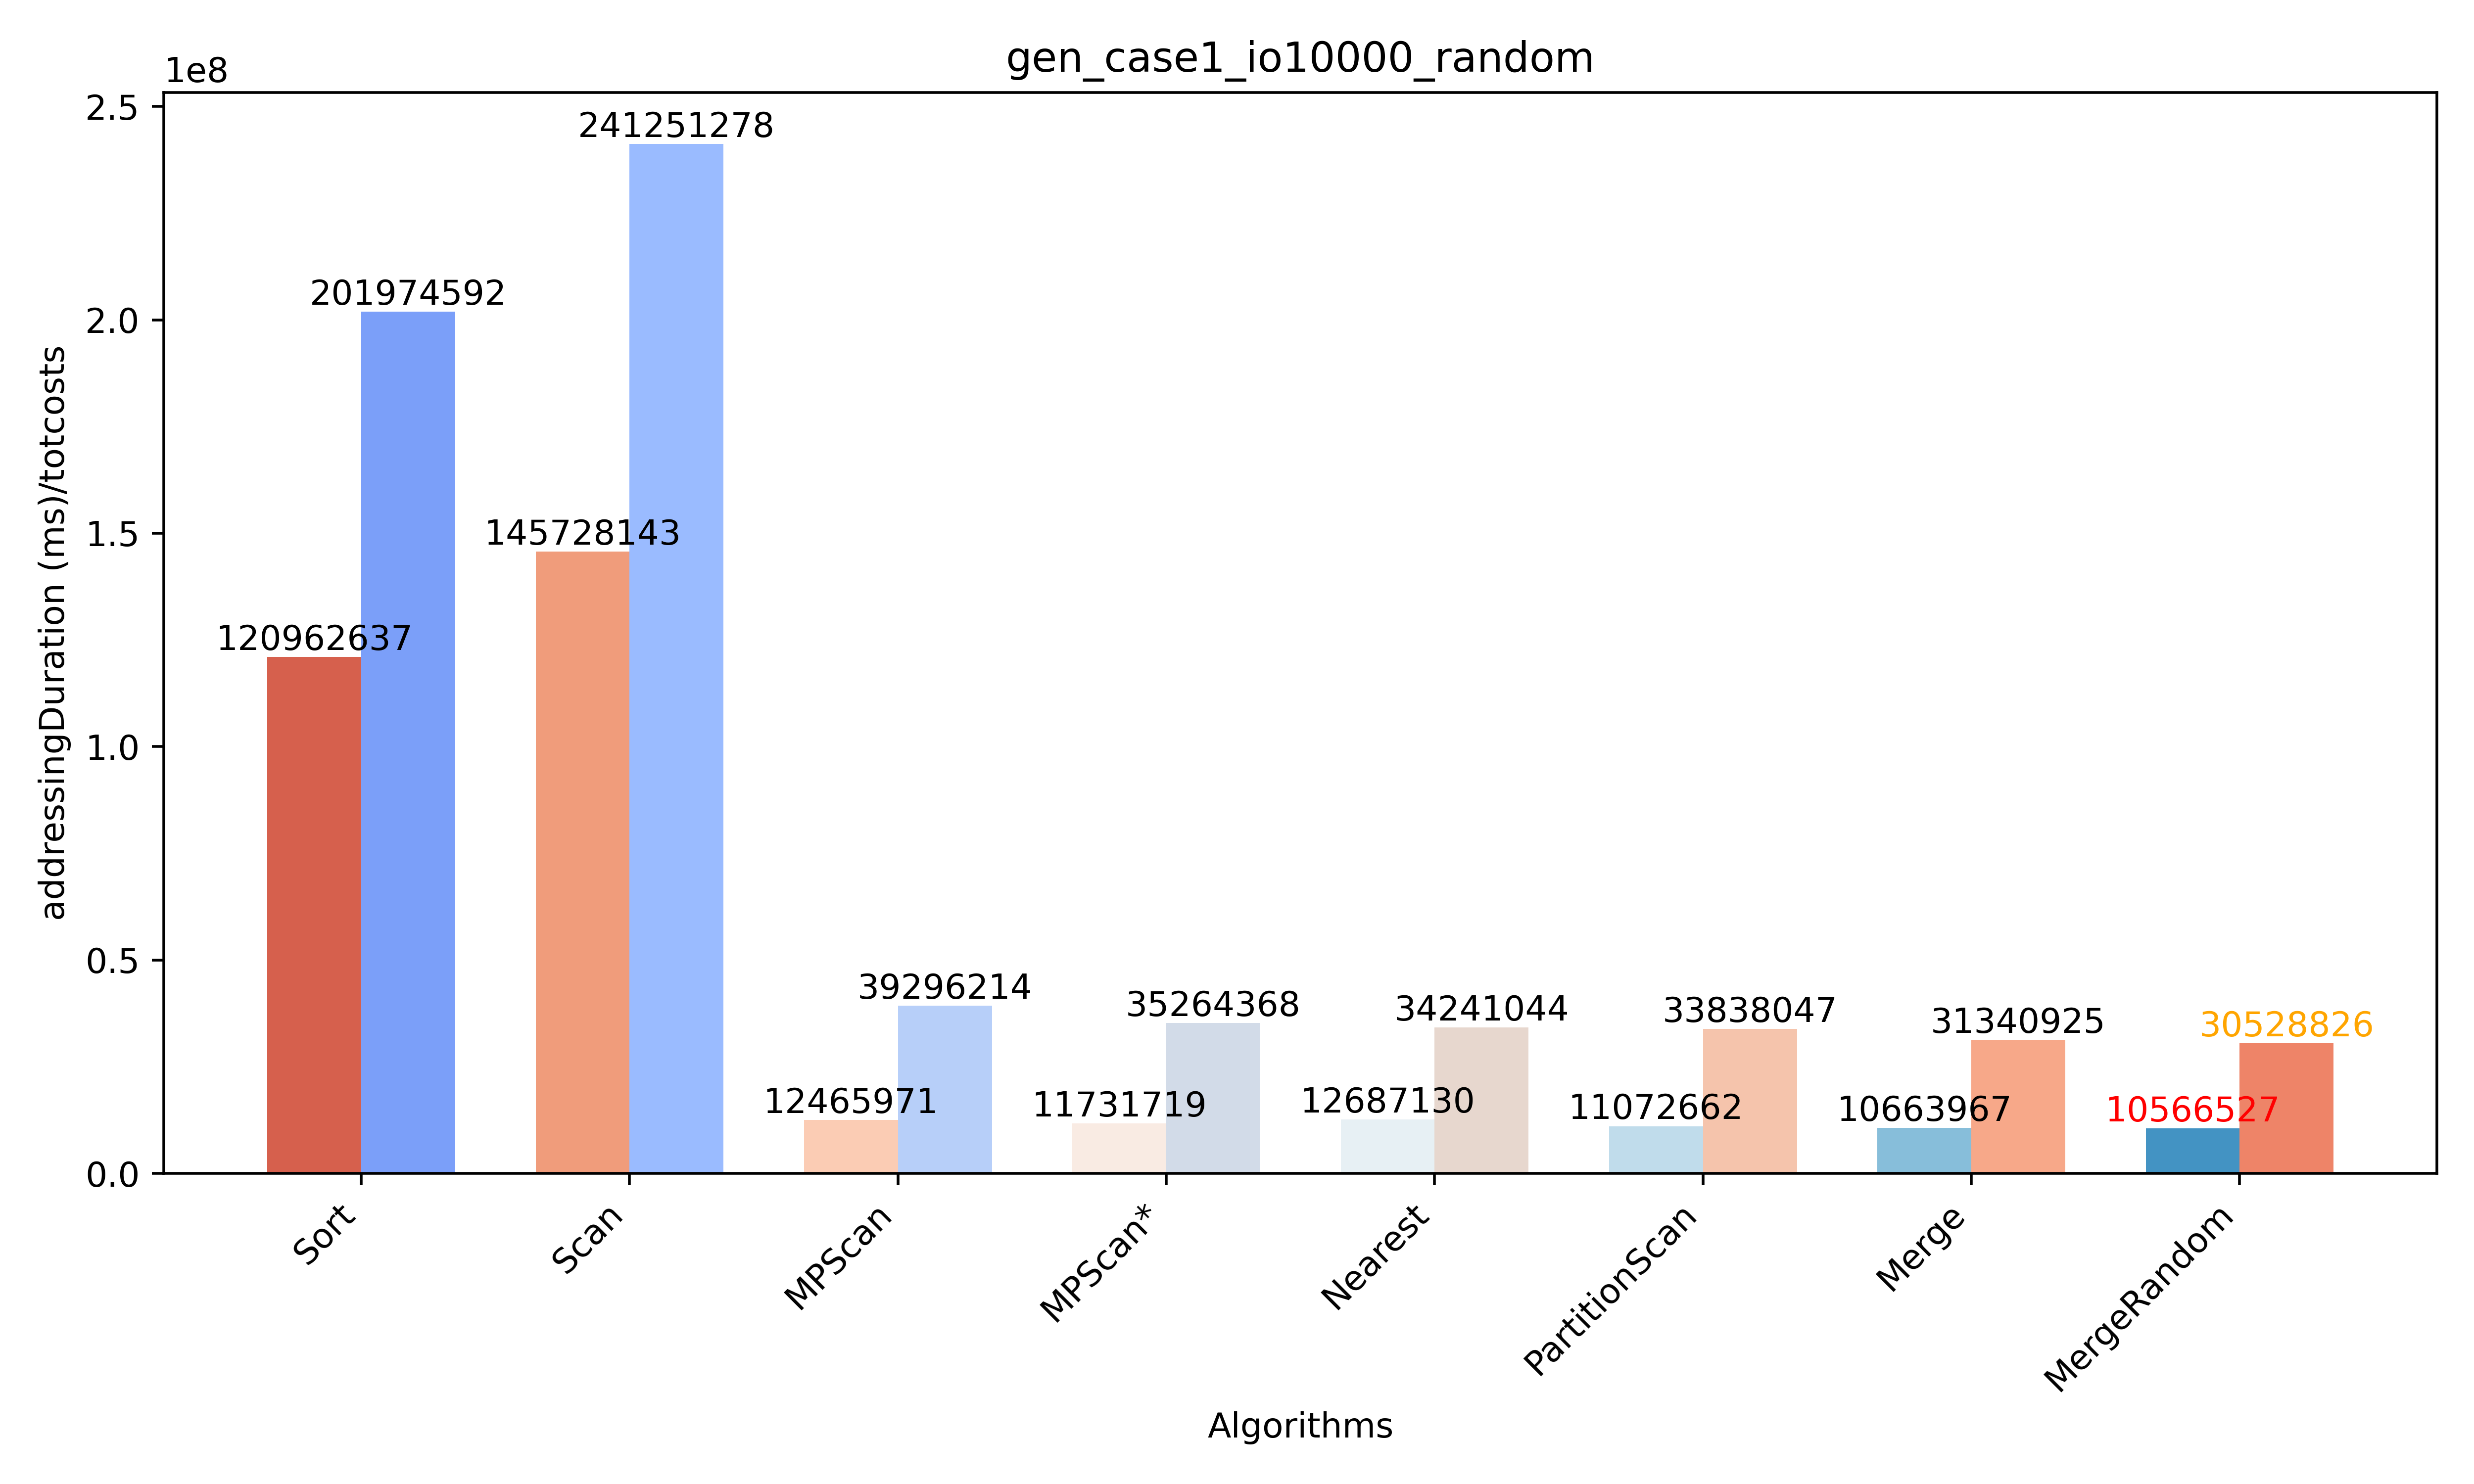 gen_case1_io10000_random
1e8
2.5
2.0
1.5
1.0
0.5
0.0
addressingDuration (ms)/totcosts
120962637
201974592
145728143
241251278
12465971
39296214
11731719
35264368
12687130
34241044
11072662
33838047
10663967
31340925
10566527
30528826
Sort
Scan
MPScan
MPScan*
Nearest
PartitionScan
Merge
MergeRandom
Algorithms